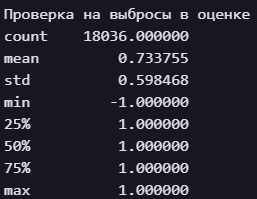 Проверка на выбросы в оценке
count 18036.000000
mean 0.733755
std 0.598468
min -1.000000
25% 1.000000
50% 1.000000
75% 1.000000
max 1.000000